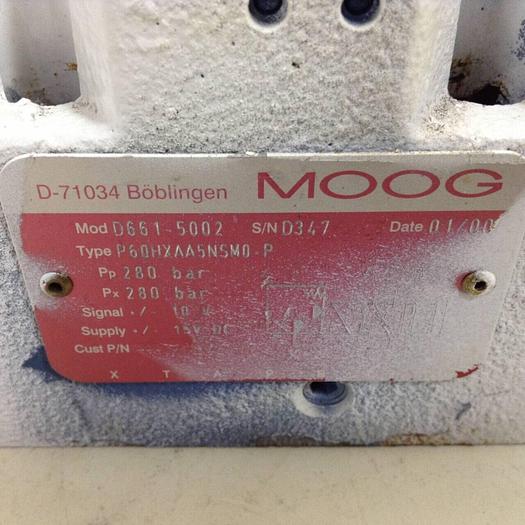 D-71034 Böblingen MOOG
Mod D661-5002 S/N D347 Date 01/00
Type P60HXAA5NSM0-P
Pp 280 bar
Px 280 bar
Signal +/- 10 V
Supply +/- 15V DC
Cust P/N
X T A P